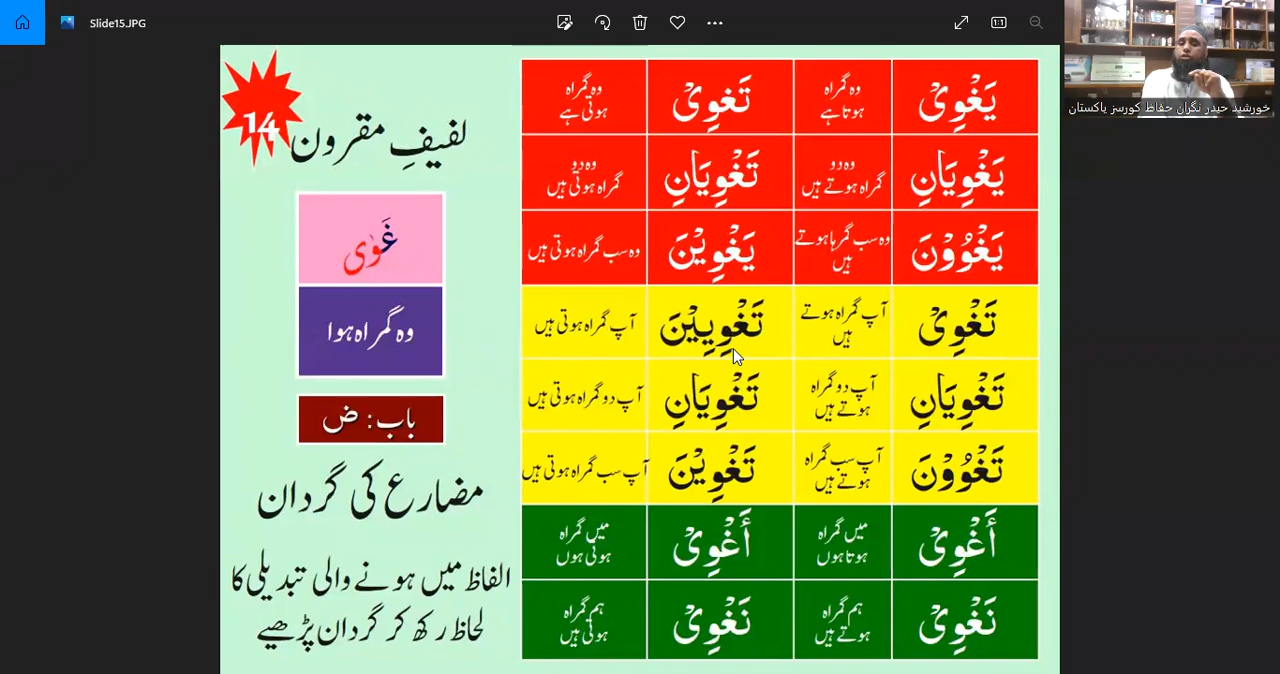 Slide15.JPG
خورشید حیدر نگران حفاظ کورسز پاکستان
14
لفیفِ مقرون
غَوٰی
وہ گمراہ ہوا
باب: ض
مضارع کی گردان
الفاظ میں ہونے والی تبدیلی کا
لحاظ رکھ کر گردان پڑھیے
یَغْوِیْ
وہ گمراہ
ہوتا ہے
تَغْوِیْ
وہ گمراہ
ہوتی ہے
یَغْوِیَانِ
وہ دو
گمراہ ہوتے ہیں
تَغْوِیَانِ
وہ دو
گمراہ ہوتی ہیں
یَغْوُوْنَ
وہ سب گمرہا ہوتے
ہیں
یَغْوِیْنَ
وہ سب گمراہ ہوتی ہیں
تَغْوِیْ
آپ گمراہ ہوتے
ہیں
تَغْوِیِیْنَ
آپ گمراہ ہوتی ہیں
تَغْوِیَانِ
آپ دو گمراہ
ہوتے ہیں
تَغْوِیَانِ
آپ دو گمراہ ہوتی ہیں
تَغْوُوْنَ
آپ سب گمراہ
ہوتے ہیں
تَغْوِیْنَ
آپ سب گمراہ ہوتی ہیں
أَغْوِیْ
میں گمراہ
ہوتا ہوں
أَغْوِیْ
میں گمراہ
ہوتی ہوں
نَغْوِیْ
ہم گمراہ
ہوتے ہیں
نَغْوِیْ
ہم گمراہ
ہوتی ہیں